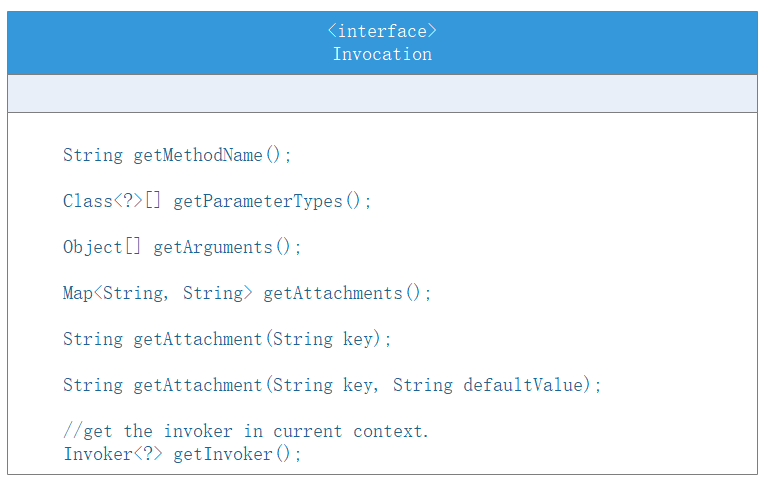 <interface>
Invocation
String getMethodName();
Class<?>[] getParameterTypes();
Object[] getArguments();
Map<String, String> getAttachments();
String getAttachment(String key);
String getAttachment(String key, String defaultValue);
//get the invoker in current context.
Invoker<?> getInvoker();